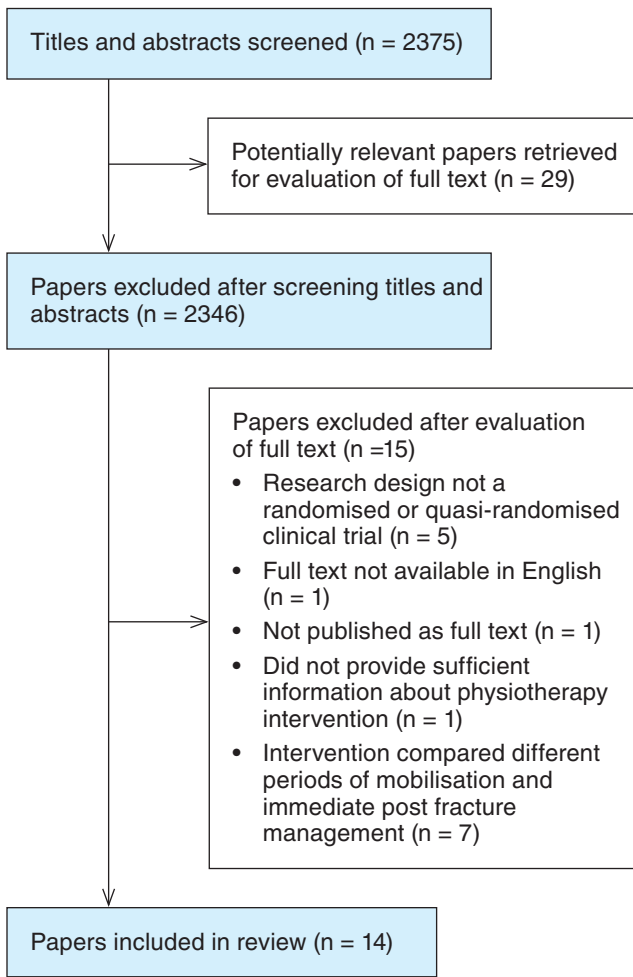 Titles and abstracts screened (n = 2375)
Potentially relevant papers retrieved
for evaluation of full text (n = 29)
Papers excluded after screening titles and
abstracts (n = 2346)
Papers excluded after evaluation
of full text (n =15)
• Research design not a
randomised or quasi-randomised
clinical trial (n = 5)
• Full text not available in English
(n = 1)
• Not published as full text (n = 1)
• Did not provide sufficient
information about physiotherapy
intervention (n = 1)
• Intervention compared different
periods of mobilisation and
immediate post fracture
management (n = 7)
Papers included in review (n = 14)